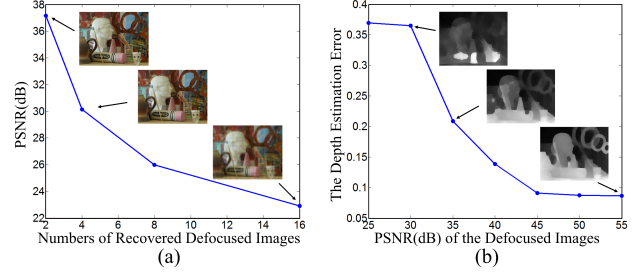 38
36
34
32
30
28
26
24
22
PSNR(dB)
2 4 6 8 10 12 14 16
Numbers of Recovered Defocused Images
(a)
0.4
0.35
0.3
0.25
0.2
0.15
0.1
0.05
The Depth Estimation Error
25 30 35 40 45 50 55
PSNR(dB) of the Defocused Images
(b)